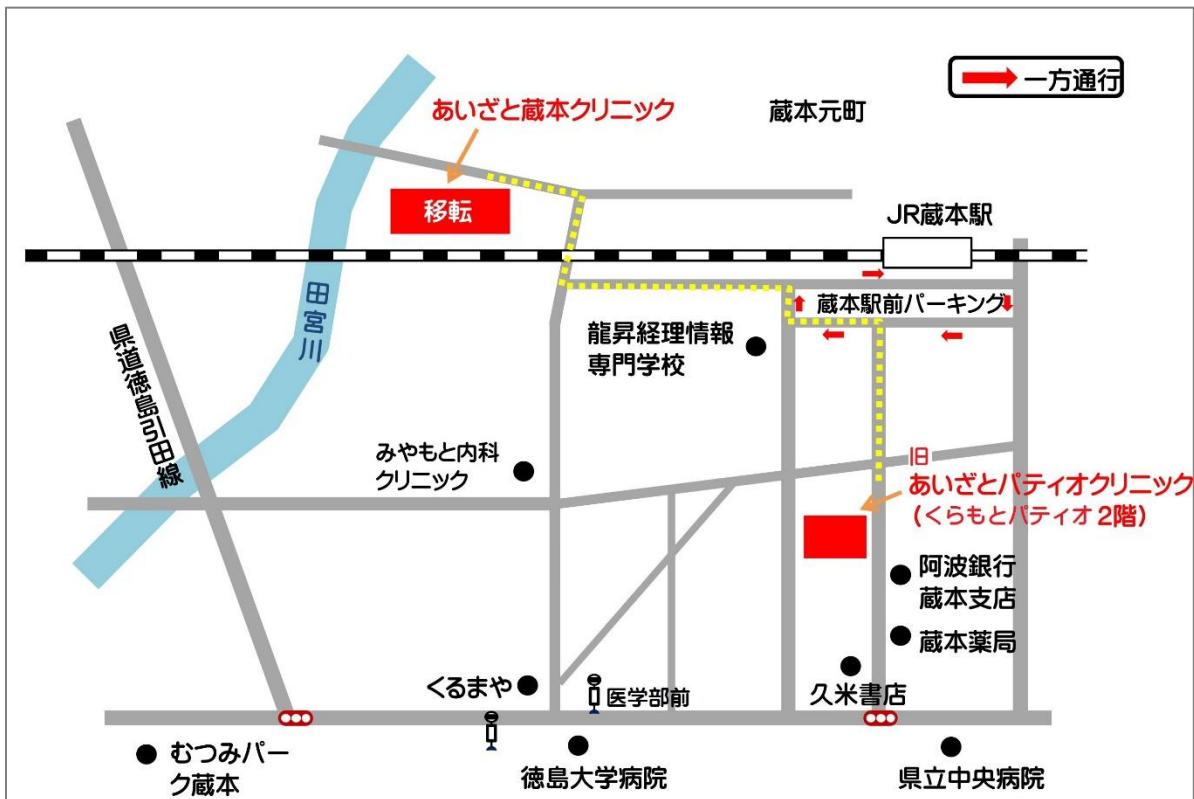 一方通行
あいざと蔵本クリニック
蔵本元町
移転
JR蔵本駅
田宮川
蔵本駅前パーキング
県道徳島引田線
龍昇経理情報
専門学校
みやもと内科
クリニック
旧
あいざとパティオクリニック
(くらもとパティオ 2階)
阿波銀行
蔵本支店
蔵本薬局
久米書店
くるまや
医学部前
むつみパー
ク蔵本
徳島大学病院
県立中央病院